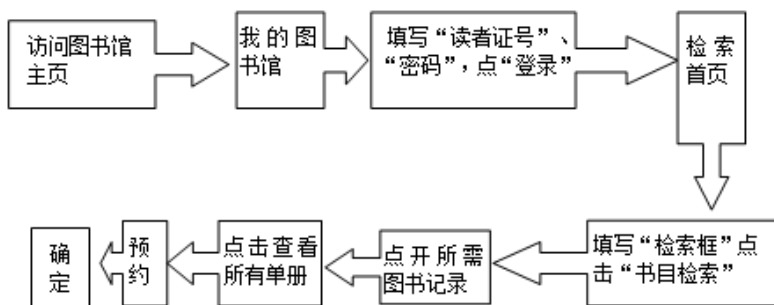 访问图书馆
主页
我的图
书馆
填写“读者证号”、
“密码”，点“登录”
检索
首页
填写“检索框”点
击“书目检索”
点开所需
图书记录
点击查看
所有单册
预
约
确
定